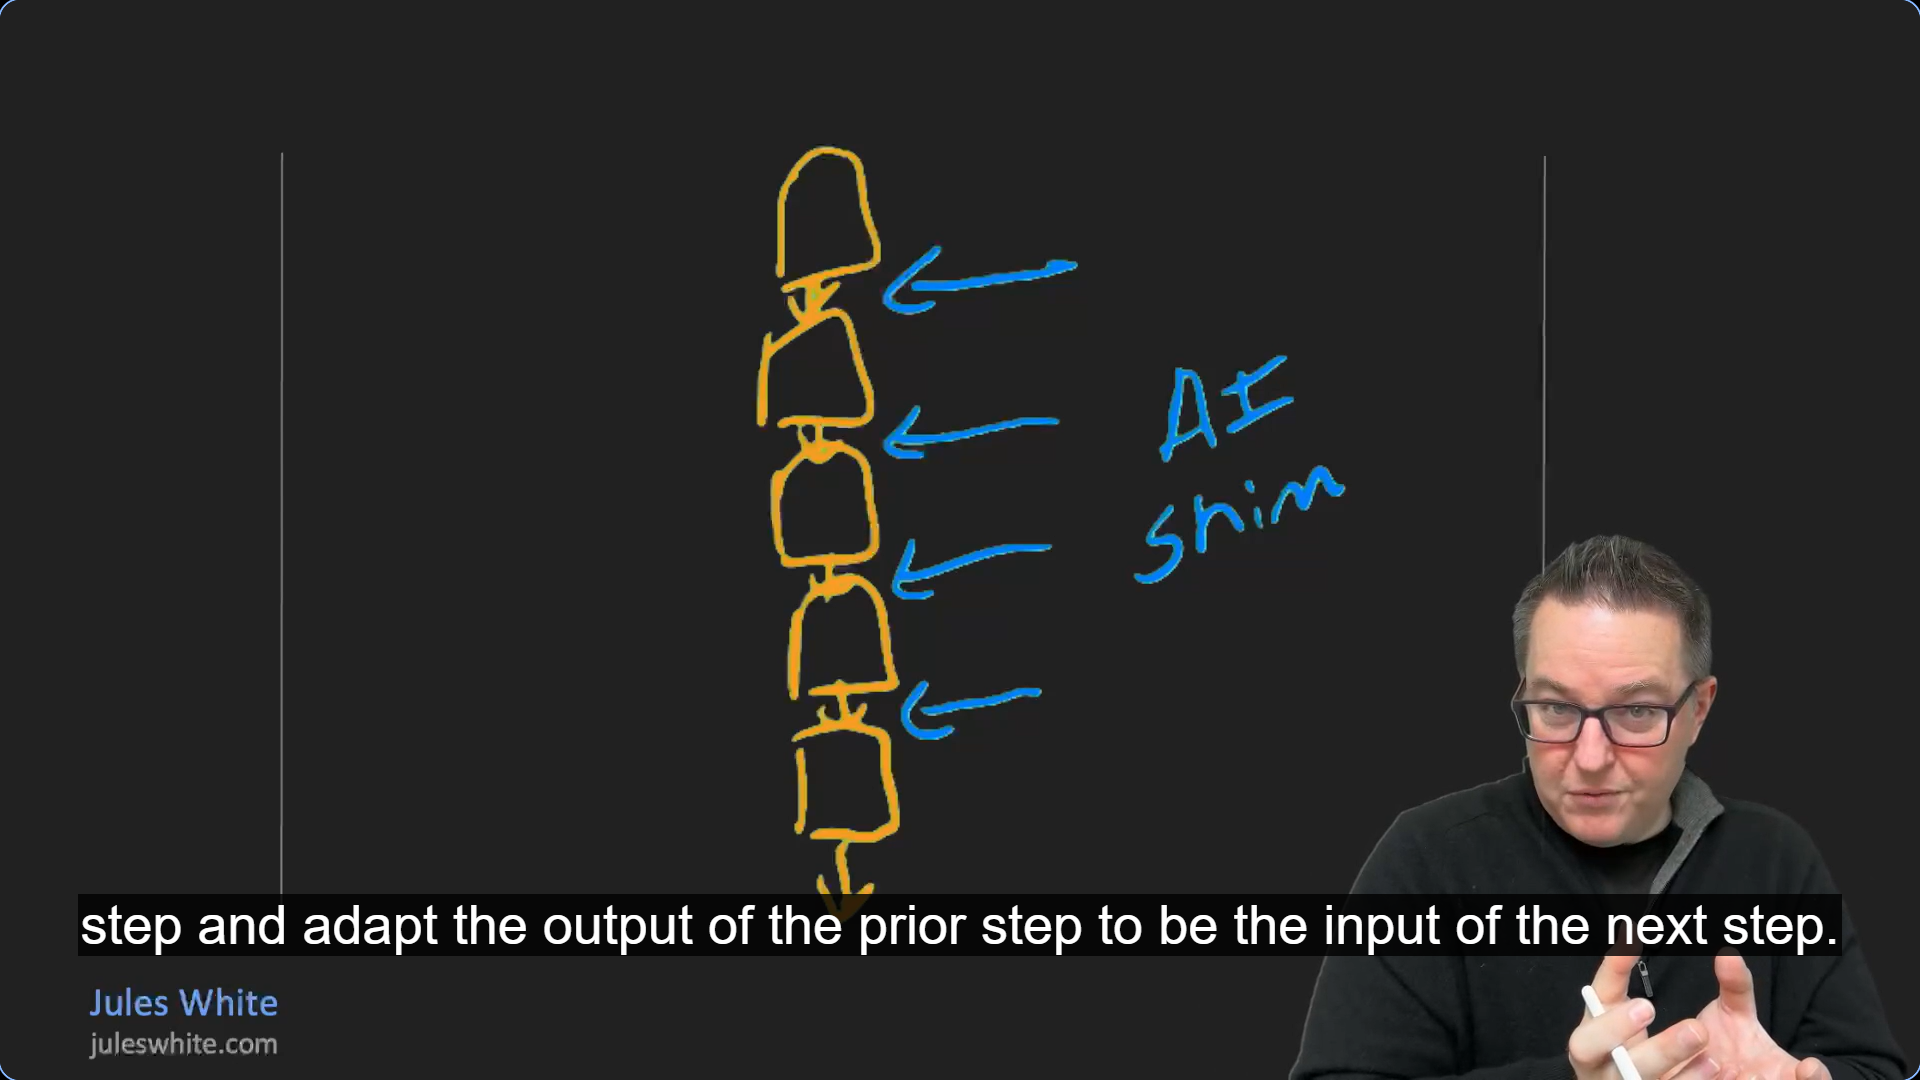 AI
shim
step and adapt the output of the prior step to be the input of the next step.
Jules White
juleswhite.com